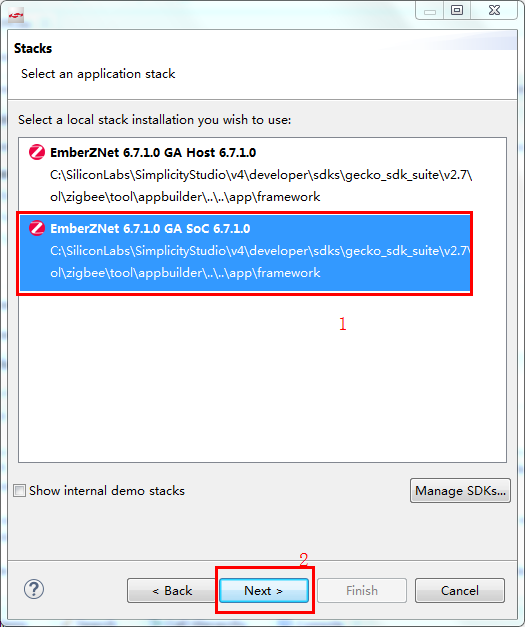 Stacks
Select an application stack
Select a local stack installation you wish to use:
EmberZNet 6.7.1.0 GA Host 6.7.1.0
C:\SiliconLabs\SimplicityStudio\v4\developer\sdks\gecko_sdk_suite\v2.7\
ol\zigbee\tool\appbuilder\..\..\app\framework
EmberZNet 6.7.1.0 GA SoC 6.7.1.0
C:\SiliconLabs\SimplicityStudio\v4\developer\sdks\gecko_sdk_suite\v2.7\
ol\zigbee\tool\appbuilder\..\..\app\framework
1
Show internal demo stacks
Manage SDKs...
2
?
< Back
Next >
Finish
Cancel